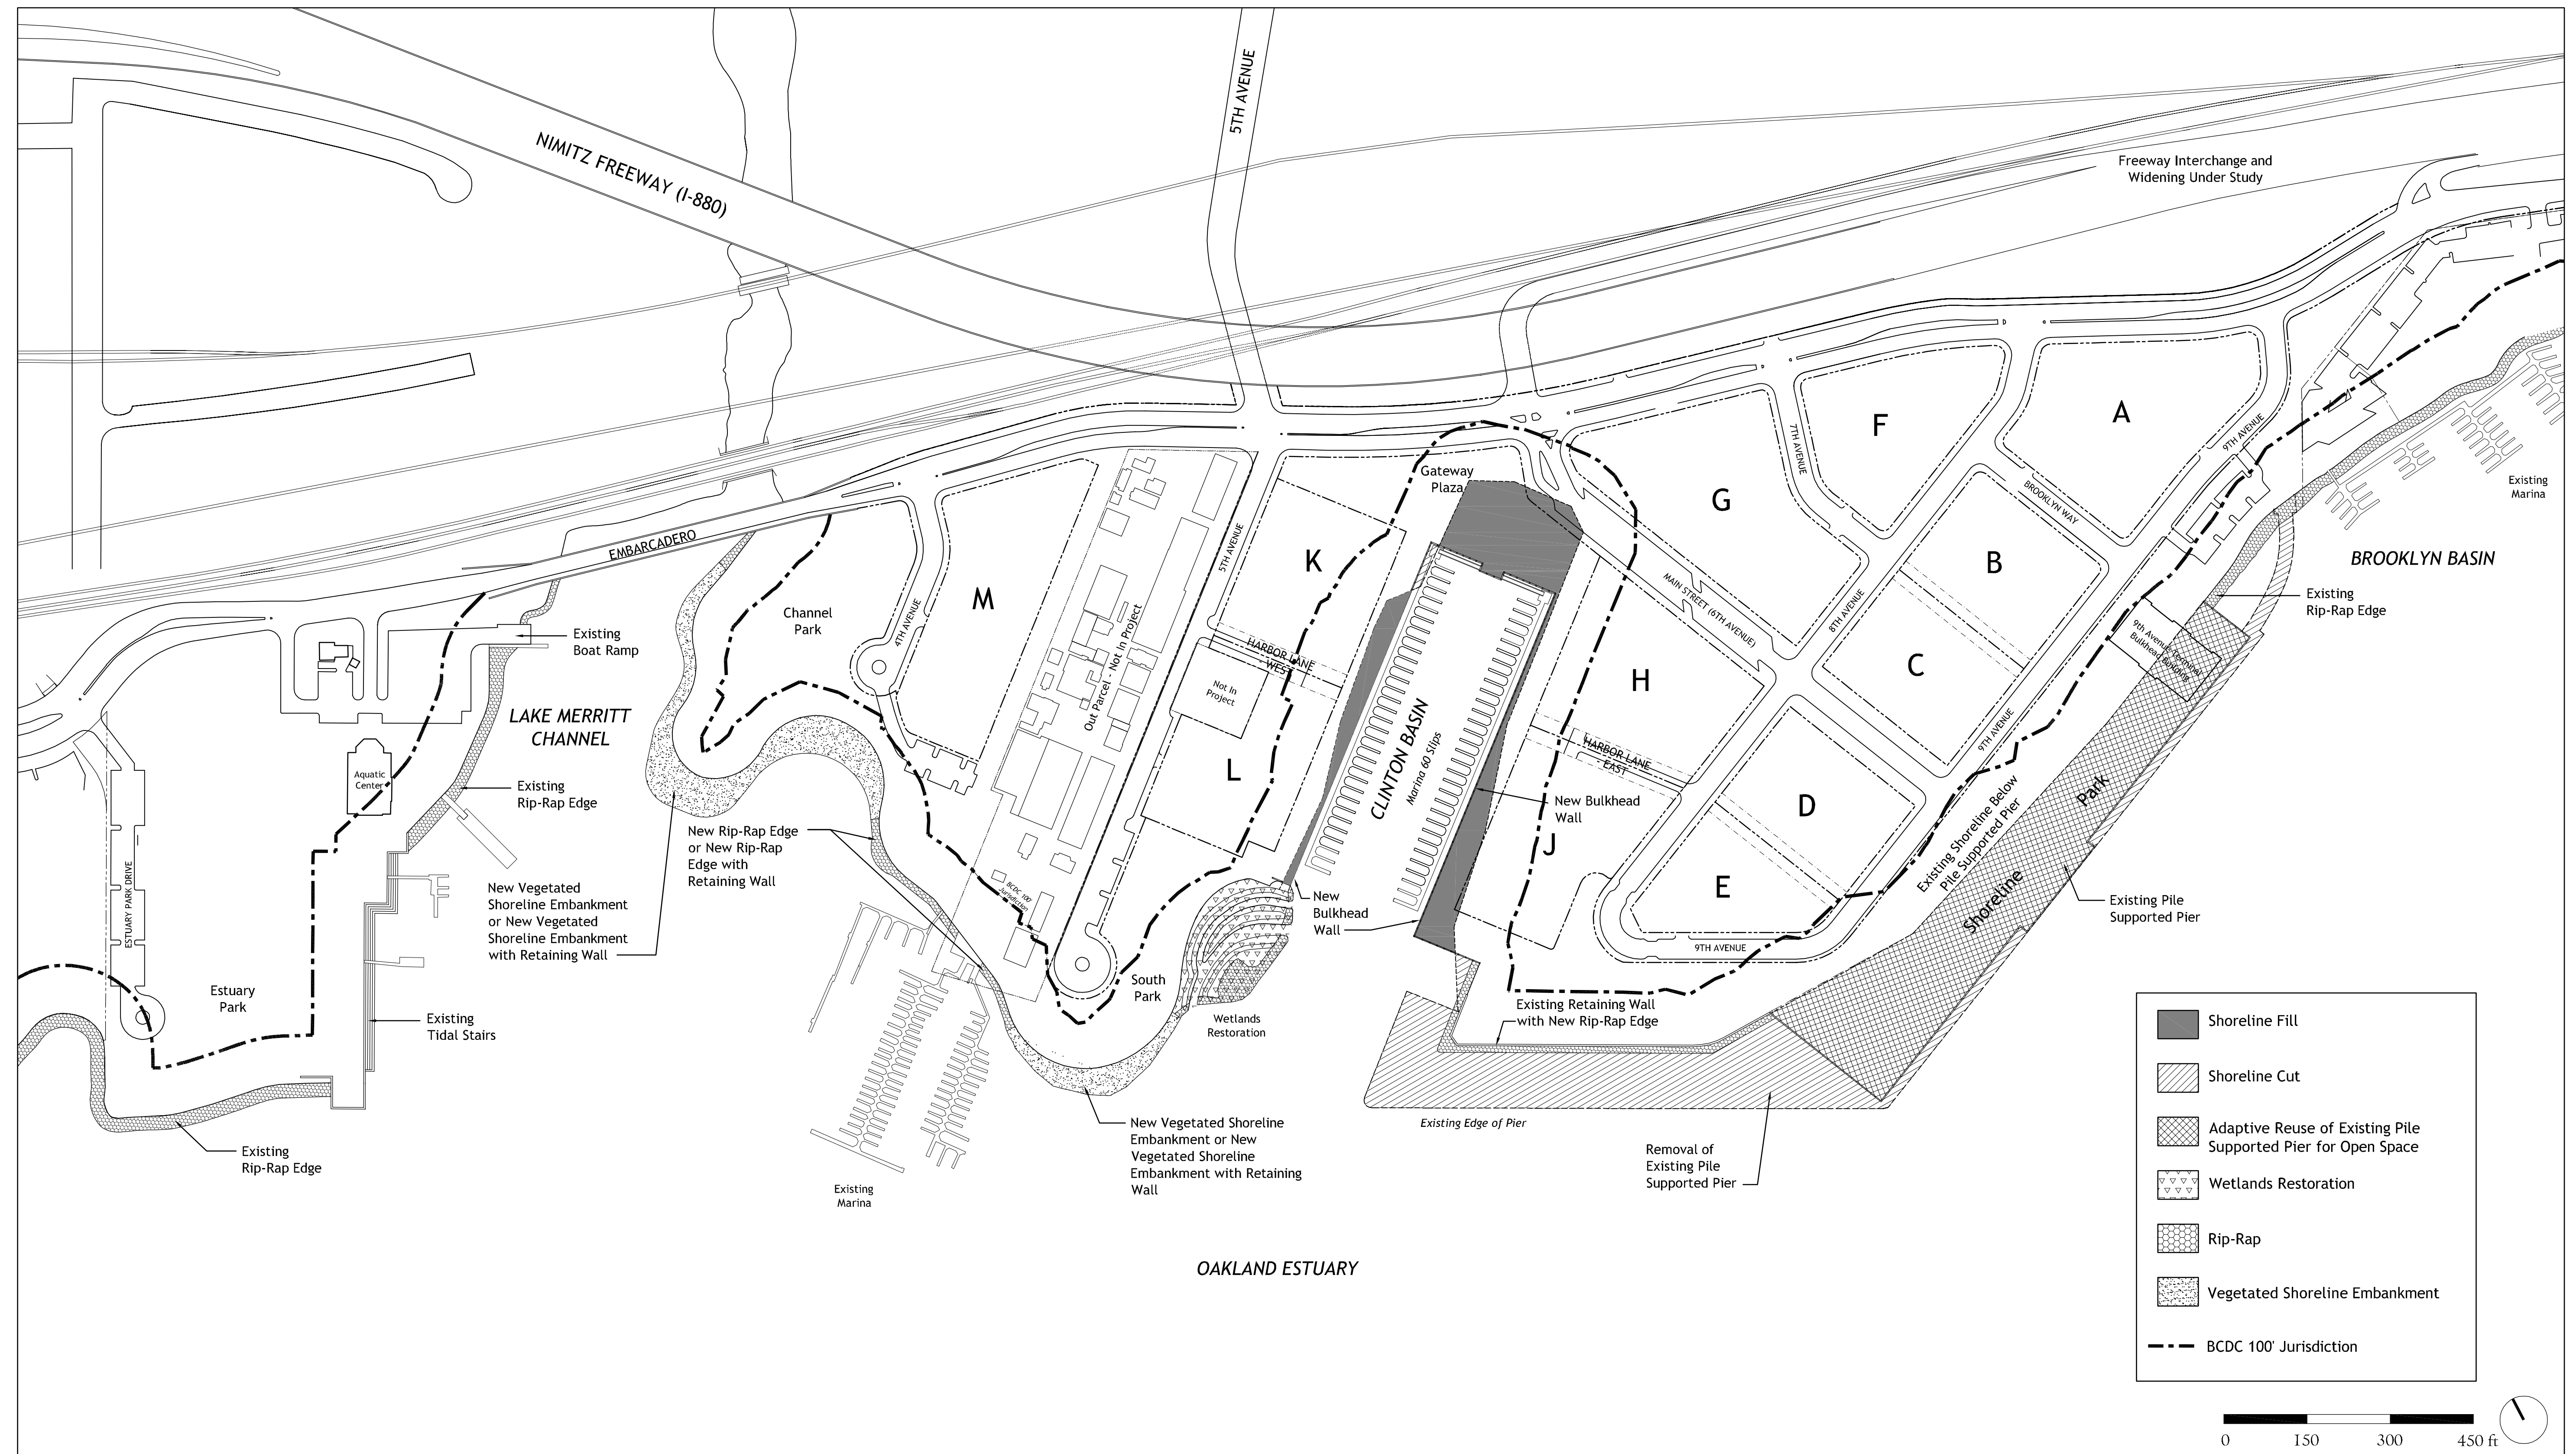 5TH AVENUE
NIMITZ FREEWAY (I-880)
Freeway Interchange and
Widening Under Study
F
A
7TH AVENUE
9TH AVENUE
Gateway
Plaza
G
BROOKLYN WAY
Existing
Marina
EMBARCADERO
5TH AVENUE
K
B
BROOKLYN BASIN
M
MAIN STREET (6TH AVENUE)
8TH AVENUE
Existing
Rip-Rap Edge
Channel
Park
4TH AVENUE
Out Parcel - Not In Project
HARBOR LANE
WEST
Existing
Boat Ramp
9th Avenue Terminal
Bulkhead Building
C
H
LAKE MERRITT
CHANNEL
Not In
Project
CLINTON BASIN
Marina 60 Slips
HARBOR LANE
EAST
9TH AVENUE
L
Aquatic
Center
Existing
Rip-Rap Edge
New Bulkhead
Wall
D
Existing Shoreline Below
Pile Supported Pier
Shoreline Park
New Rip-Rap Edge
or New Rip-Rap
Edge with
Retaining Wall
J
E
New Vegetated
Shoreline Embankment
or New Vegetated
Shoreline Embankment
with Retaining Wall
BCDC 100'
Jurisdiction
New
Bulkhead
Wall
Existing Pile
Supported Pier
ESTUARY PARK DRIVE
9TH AVENUE
Estuary
Park
South
Park
Existing
Tidal Stairs
Wetlands
Restoration
Existing Retaining Wall
with New Rip-Rap Edge
Existing
Rip-Rap Edge
New Vegetated Shoreline
Embankment or New
Vegetated Shoreline
Embankment with Retaining
Wall
Existing Edge of Pier
Removal of
Existing Pile
Supported Pier
Existing
Marina
OAKLAND ESTUARY
Shoreline Fill
Shoreline Cut
Adaptive Reuse of Existing Pile
Supported Pier for Open Space
Wetlands Restoration
Rip-Rap
Vegetated Shoreline Embankment
BCDC 100' Jurisdiction
0 150 300 450 ft